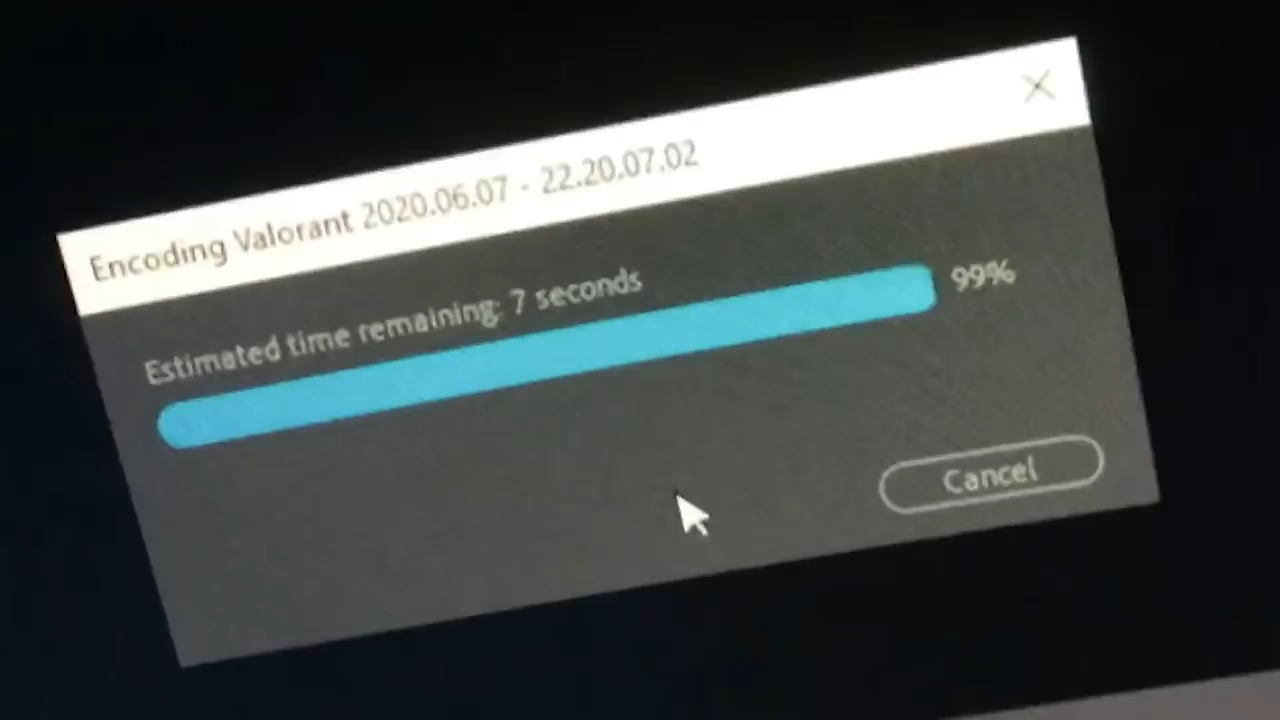 Encoding Valorant 2020.06.07 - 22.20.07.02
Estimated time remaining: 7 seconds
99%
Cancel